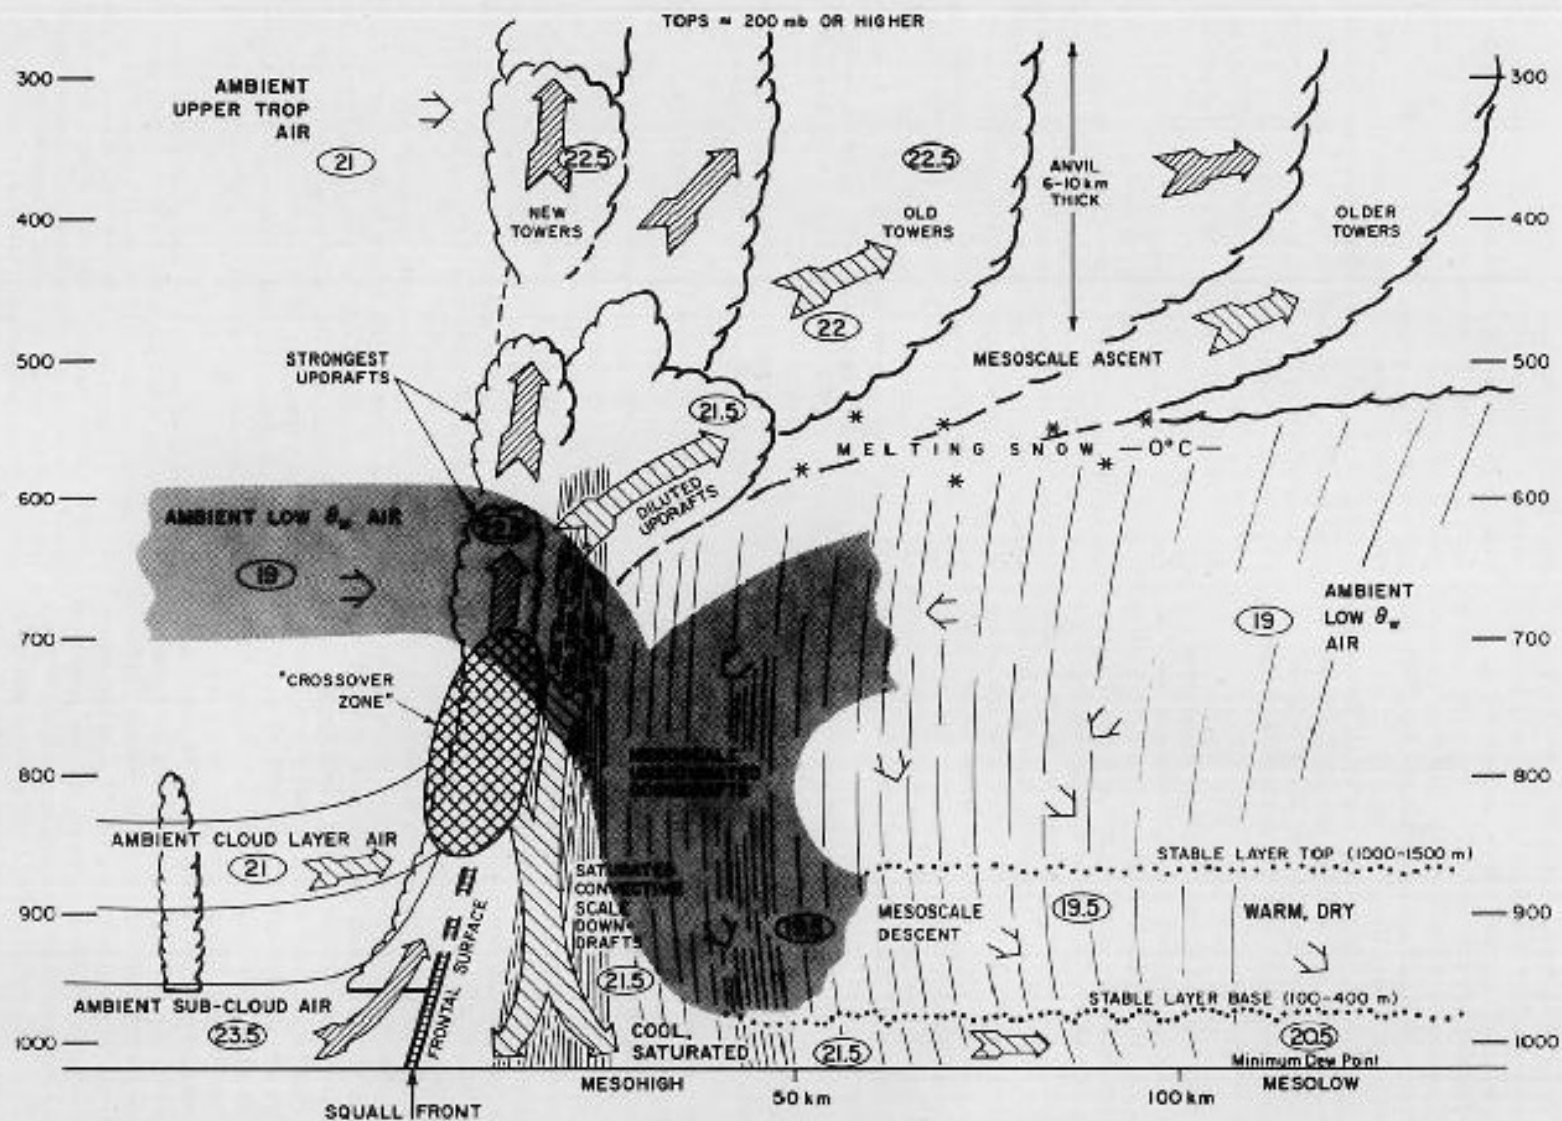 TOPS ≈ 200 mb OR HIGHER
300
AMBIENT
UPPER TROP
AIR
21
22.5
22.5
ANVIL
6-10 km
THICK
300
400
NEW
TOWERS
OLD
TOWERS
OLDER
TOWERS
400
22
STRONGEST
UPDRAFTS
500
MESOSCALE ASCENT
500
21.5
MELTING SNOW —0°C—
600
AMBIENT LOW θw AIR
DILUTED
UPDRAFTS
600
19
AMBIENT
LOW θw
AIR
19
700
700
"CROSSOVER
ZONE"
MESOSCALE
UNSATURATED
DOWNDRAFTS
800
800
AMBIENT CLOUD LAYER AIR
21
STABLE LAYER TOP (1000-1500 m)
SATURATED
CONVECTIVE
SCALE
DOWN-
DRAFTS
900
MESOSCALE
DESCENT
19.5
19.5
WARM, DRY
900
FRONTAL SURFACE
21.5
AMBIENT SUB-CLOUD AIR
23.5
STABLE LAYER BASE (100-400 m)
1000
COOL,
SATURATED
21.5
20.5
Minimum Dew Point
1000
MESOHIGH
50 km
100 km
MESOLOW
SQUALL FRONT